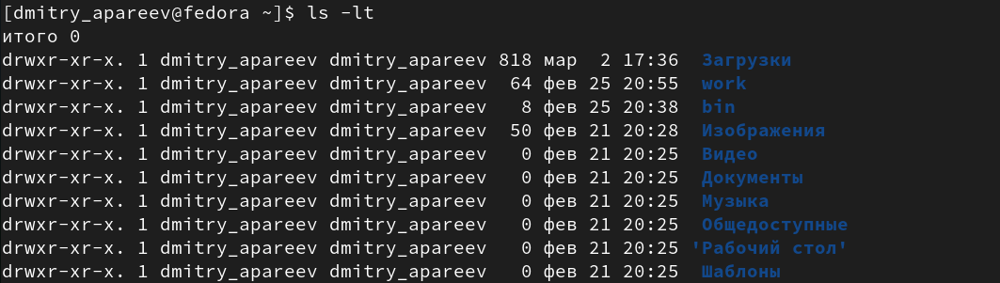 [dmitry_apareev@fedora ~]$ ls -lt
итого 0
drwxr-xr-x. 1 dmitry_apareev dmitry_apareev 818 мар  2 17:36  Загрузки
drwxr-xr-x. 1 dmitry_apareev dmitry_apareev  64 фев 25 20:55  work
drwxr-xr-x. 1 dmitry_apareev dmitry_apareev   8 фев 25 20:38  bin
drwxr-xr-x. 1 dmitry_apareev dmitry_apareev  50 фев 21 20:28  Изображения
drwxr-xr-x. 1 dmitry_apareev dmitry_apareev   0 фев 21 20:25  Видео
drwxr-xr-x. 1 dmitry_apareev dmitry_apareev   0 фев 21 20:25  Документы
drwxr-xr-x. 1 dmitry_apareev dmitry_apareev   0 фев 21 20:25  Музыка
drwxr-xr-x. 1 dmitry_apareev dmitry_apareev   0 фев 21 20:25  Общедоступные
drwxr-xr-x. 1 dmitry_apareev dmitry_apareev   0 фев 21 20:25 'Рабочий стол'
drwxr-xr-x. 1 dmitry_apareev dmitry_apareev   0 фев 21 20:25  Шаблоны